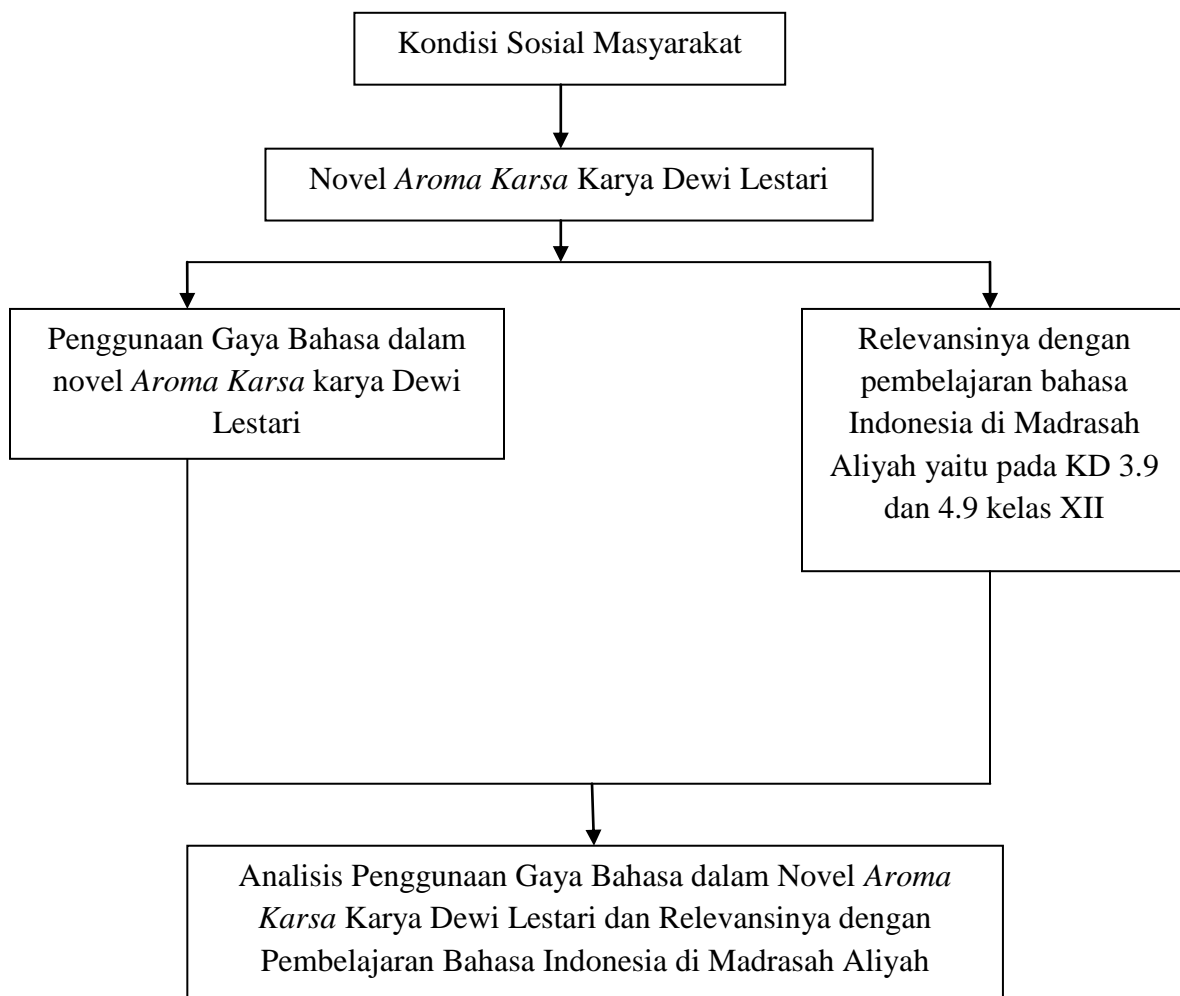 Kondisi Sosial Masyarakat
Novel Aroma Karsa Karya Dewi Lestari
Penggunaan Gaya Bahasa dalam
novel Aroma Karsa karya Dewi
Lestari
Relevansinya dengan
pembelajaran bahasa
Indonesia di Madrasah
Aliyah yaitu pada KD 3.9
dan 4.9 kelas XII
Analisis Penggunaan Gaya Bahasa dalam Novel Aroma
Karsa Karya Dewi Lestari dan Relevansinya dengan
Pembelajaran Bahasa Indonesia di Madrasah Aliyah